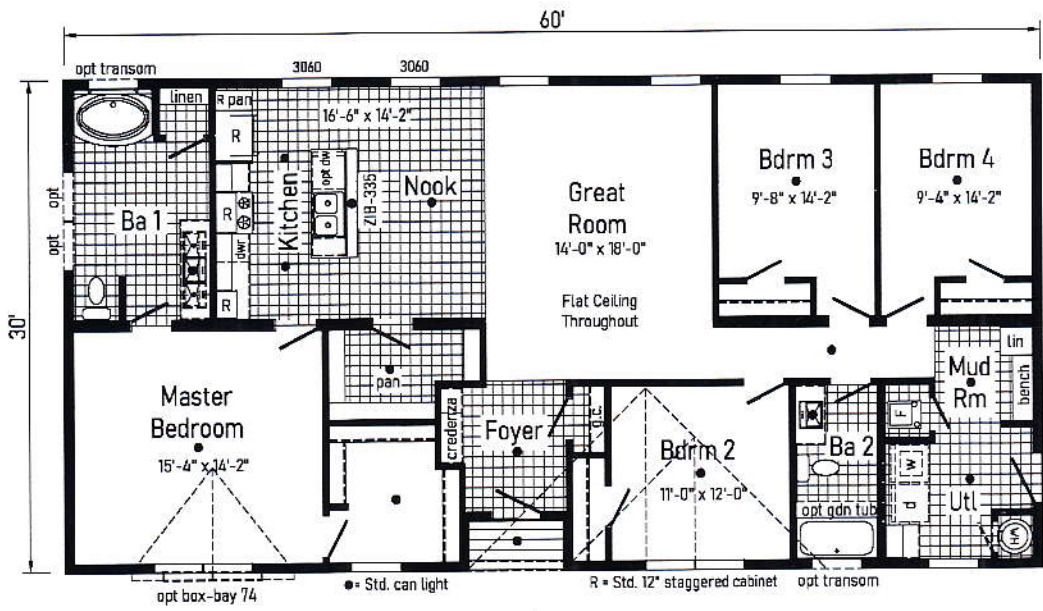 60'
opt transom
3060
3060
linen
R pan
R
16'-6" x 14'-2"
opt dw
Kitchen
ZIB-335
Nook
Great
Room
14'-0" x 18'-0"
Flat Ceiling
Throughout
Bdrm 3
9'-8" x 14'-2"
Bdrm 4
9'-4" x 14'-2"
opt
opt
Ba 1
R
dwr
R
30'
pan
Master
Bedroom
15'-4" x 14'-2"
credenza
Foyer
g.c.
Bdrm 2
11'-0" x 12'-0"
Ba 2
opt gdn tub
lin
Mud
Rm
bench
F
W
d
Utl
WH
opt box-bay 74
= Std. can light
R = Std. 12" staggered cabinet
opt transom